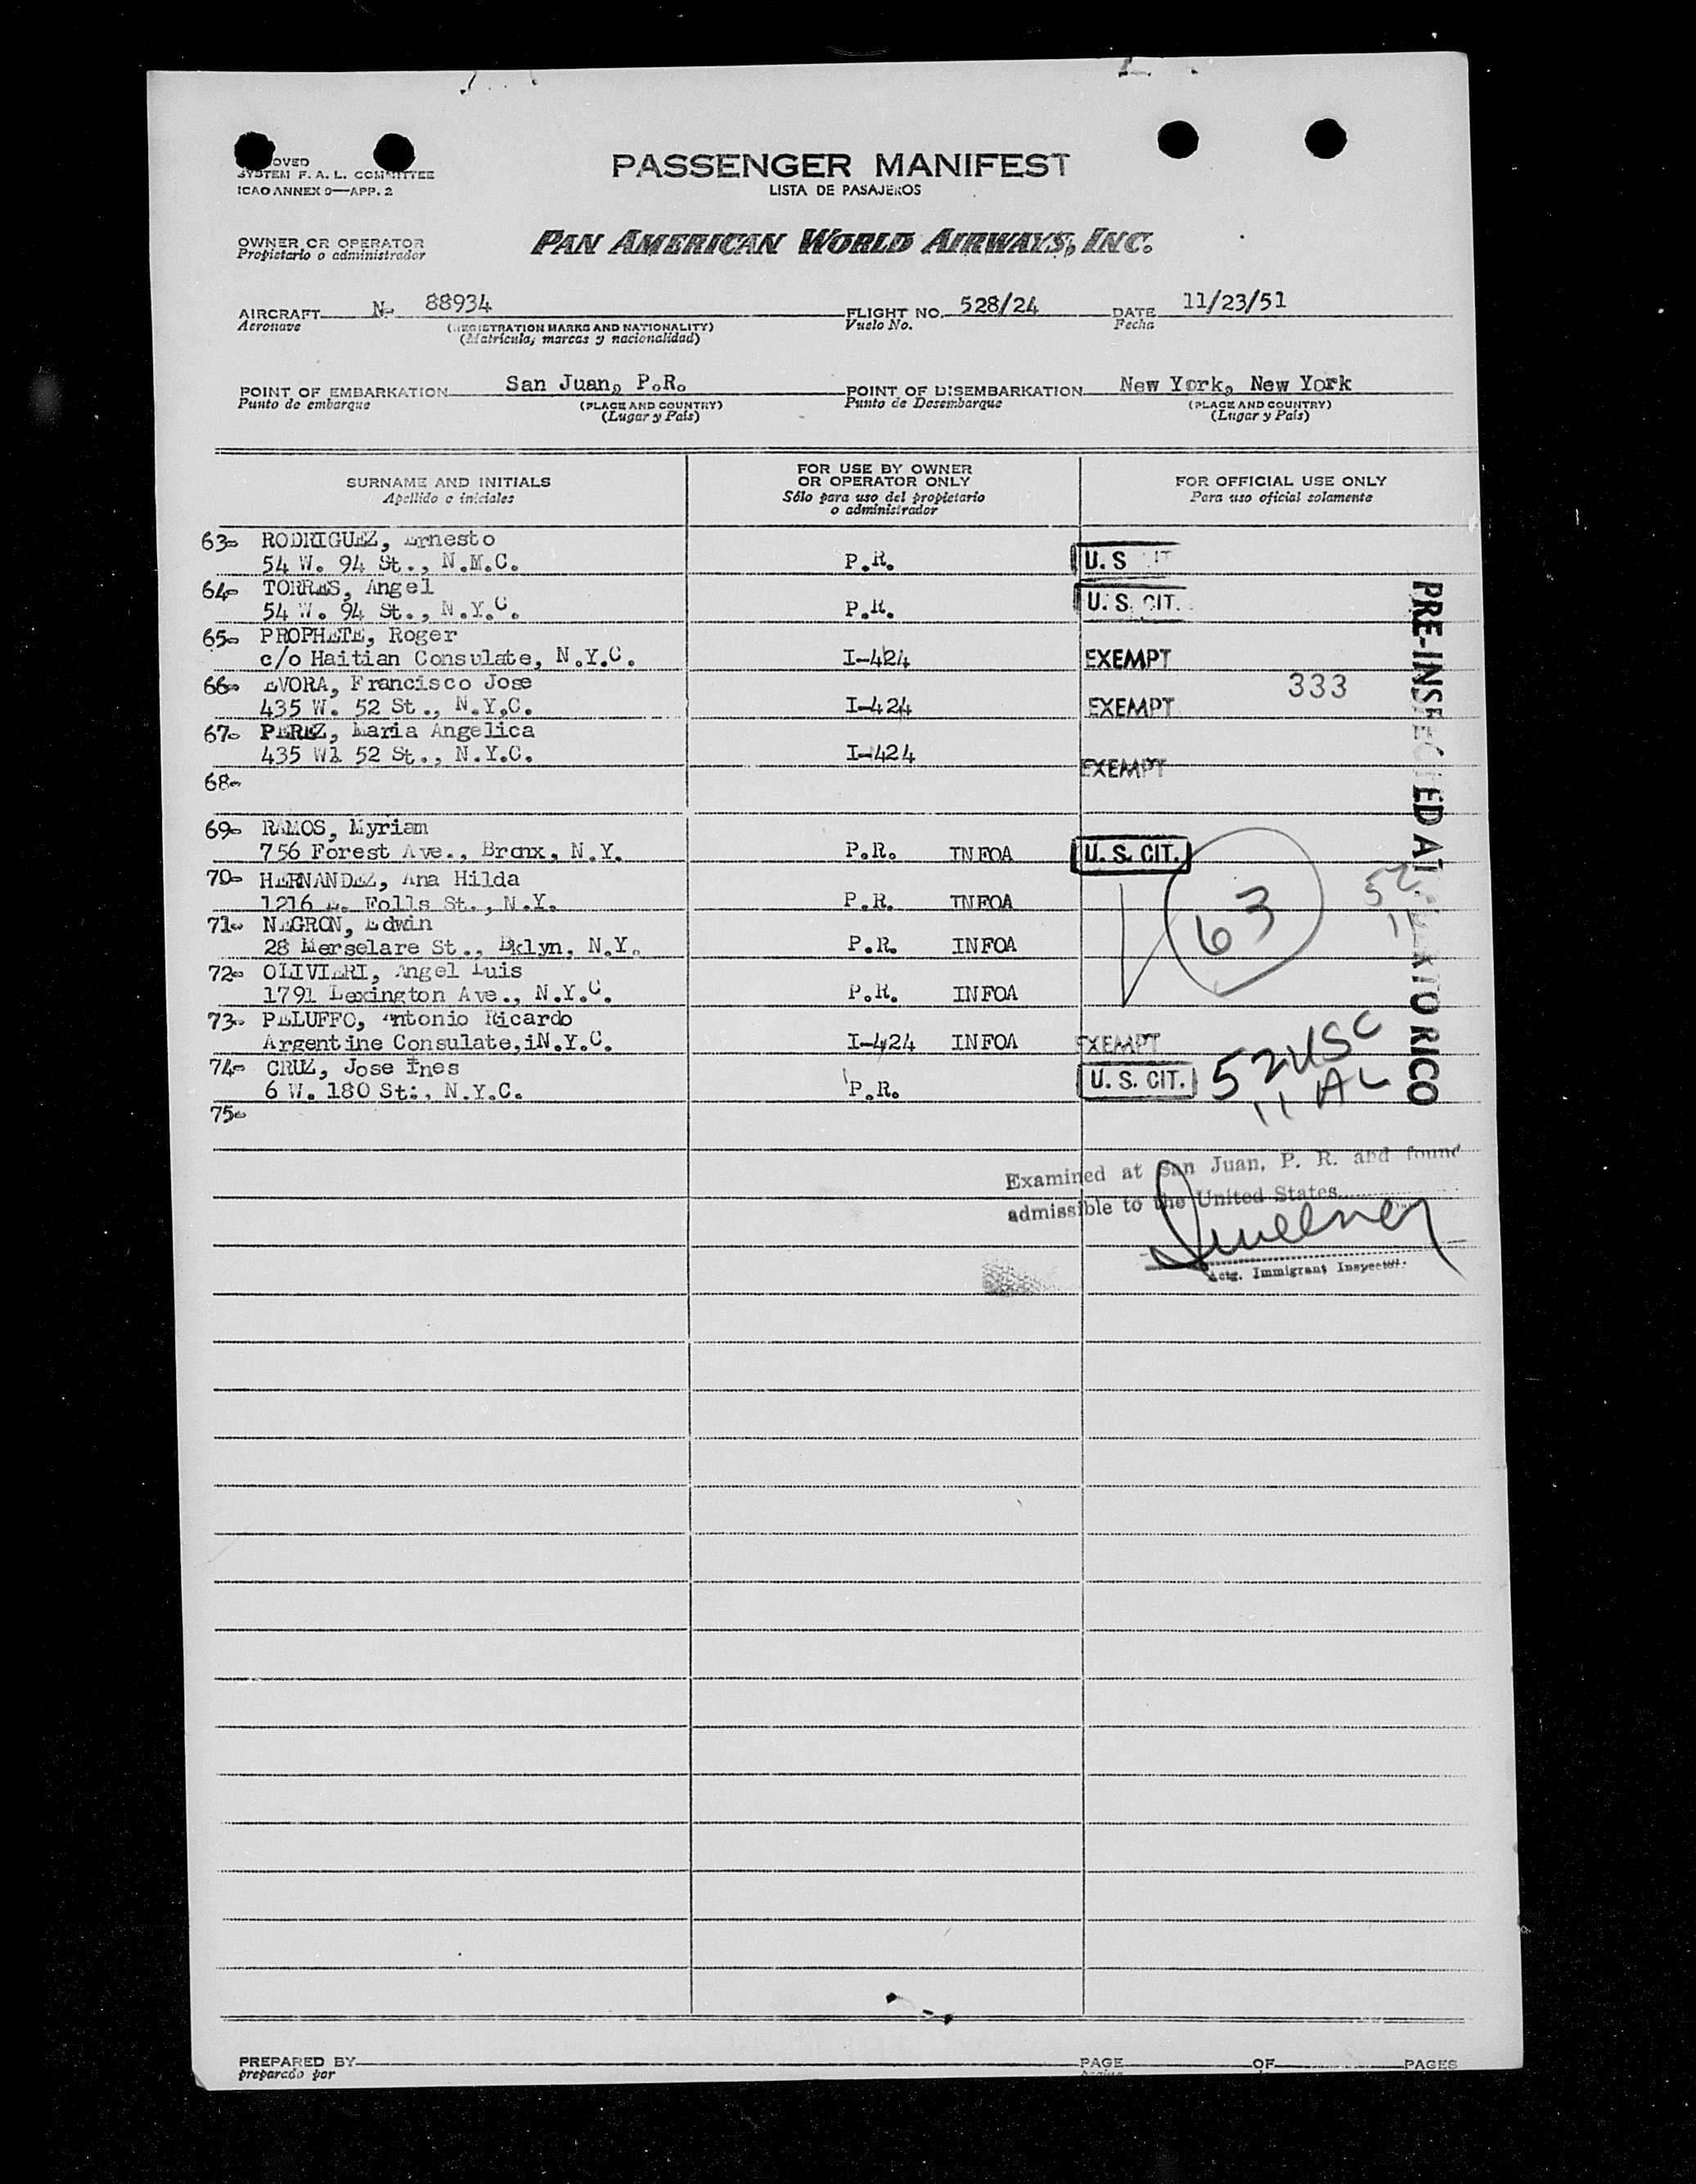 OVED
SYSTEM F. A. L. COMMITTEE
ICAO ANNEX 9—APP. 2
PASSENGER MANIFEST
LISTA DE PASAJEROS
OWNER OR OPERATOR
Propietario o administrador
PAN AMERICAN WORLD AIRWAYS, INC.
AIRCRAFT N- 88934 FLIGHT NO. 528/24 DATE 11/23/51
Aeronave (REGISTRATION MARKS AND NATIONALITY) Vuelo No. Fecha
(Matricula, marcas y nacionalidad)
POINT OF EMBARKATION San Juan, P.R. POINT OF DISEMBARKATION New York, New York
Punto de embarque (PLACE AND COUNTRY) Punto de Desembarque (PLACE AND COUNTRY)
(Lugar y País) (Lugar y País)
SURNAME AND INITIALS FOR USE BY OWNER OR OPERATOR ONLY FOR OFFICIAL USE ONLY
Apellido e iniciales Sólo para uso del propietario o administrador Para uso oficial solamente
63- RODRIGUEZ, Ernesto
54 W. 94 St., N.M.C. P.R. U. S IT
64- TORRES, Angel
54 W. 94 St., N.Y.C. P.R. U. S. CIT.
65- PROPHETE, Roger
c/o Haitian Consulate, N.Y.C. I-424 EXEMPT
66- EVORA, Francisco Jose 333
435 W. 52 St., N.Y.C. I-424 EXEMPT
67- PEREZ, Maria Angelica
435 W1 52 St., N.Y.C. I-424 EXEMPT
68-
69- RAMOS, Myriam
756 Forest Ave., Bronx, N.Y. P.R. INFOA U. S. CIT.
70- HERNANDEZ, Ana Hilda
1216 E. Folls St., N.Y. P.R. INFOA
63
52
11
71- NEGRON, Edwin
28 Merselare St., Bklyn, N.Y. P.R. INFOA
72- OLIVIERI, Angel Luis
1791 Lexington Ave., N.Y.C. P.R. INFOA
73- PELUFFO, Antonio Ricardo
Argentine Consulate,iN.Y.C. I-424 INFOA EXEMPT
74- CRUZ, Jose Ines
6 W. 180 St:, N.Y.C. P.R. U. S. CIT.
52 USC
11 AL
75-
PRE-INSPECTED AT PUERTO RICO
Examined at San Juan, P. R. and found
admissible to the United States
Sweeney
Actg. Immigrant Inspector.
PREPARED BY PAGE OF PAGES
preparado por